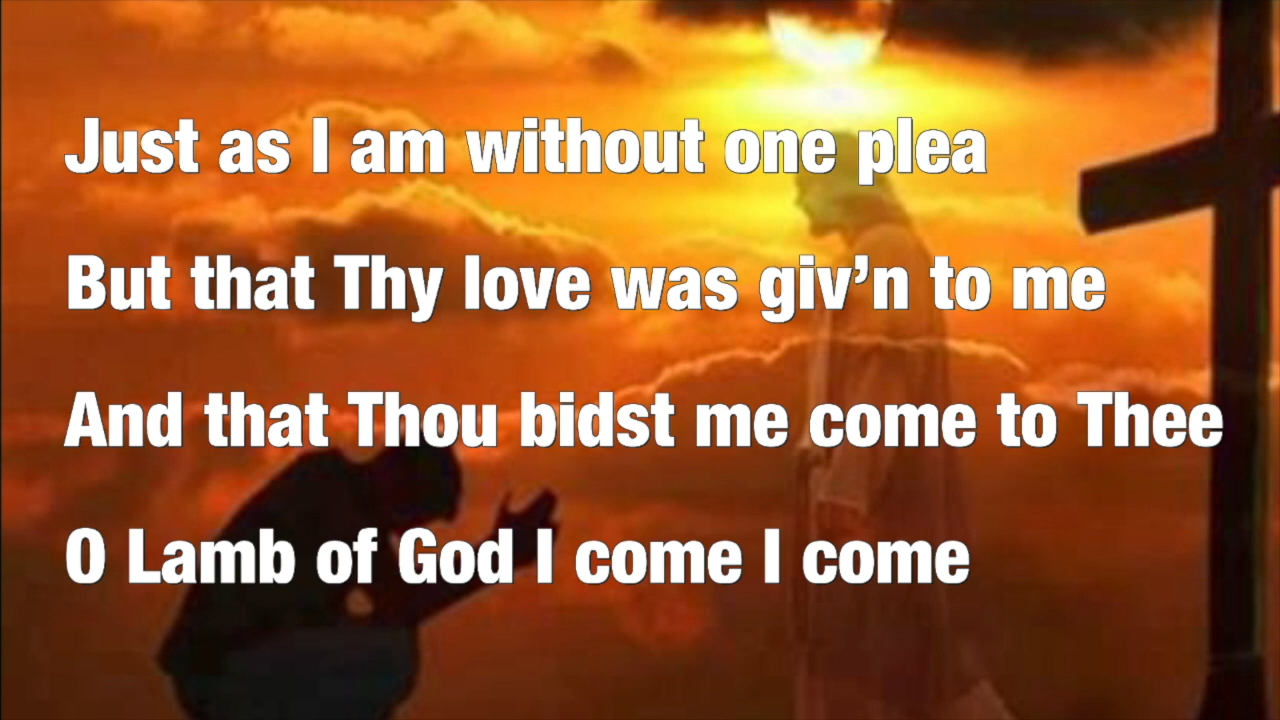 Just as I am without one plea
But that Thy love was giv’n to me
And that Thou bidst me come to Thee
O Lamb of God I come I come